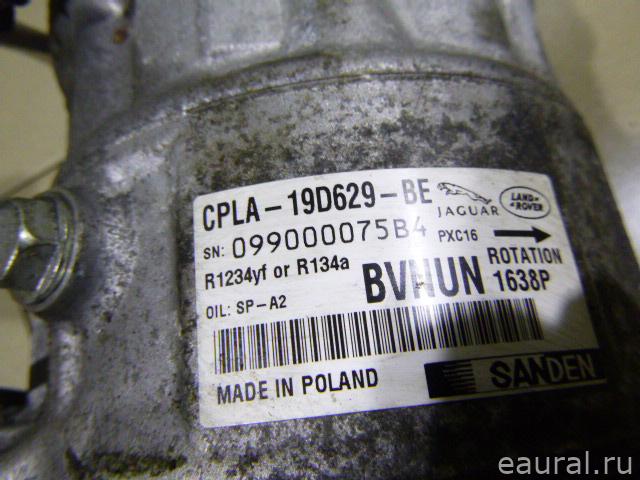 CPLA-19D629-BE
JAGUAR
LAND-ROVER
SN: 099000075B4
PXC16
R1234yf or R134a
BVHUN
ROTATION
1638P
OIL: SP-A2
MADE IN POLAND
SANDEN
eaural.ru